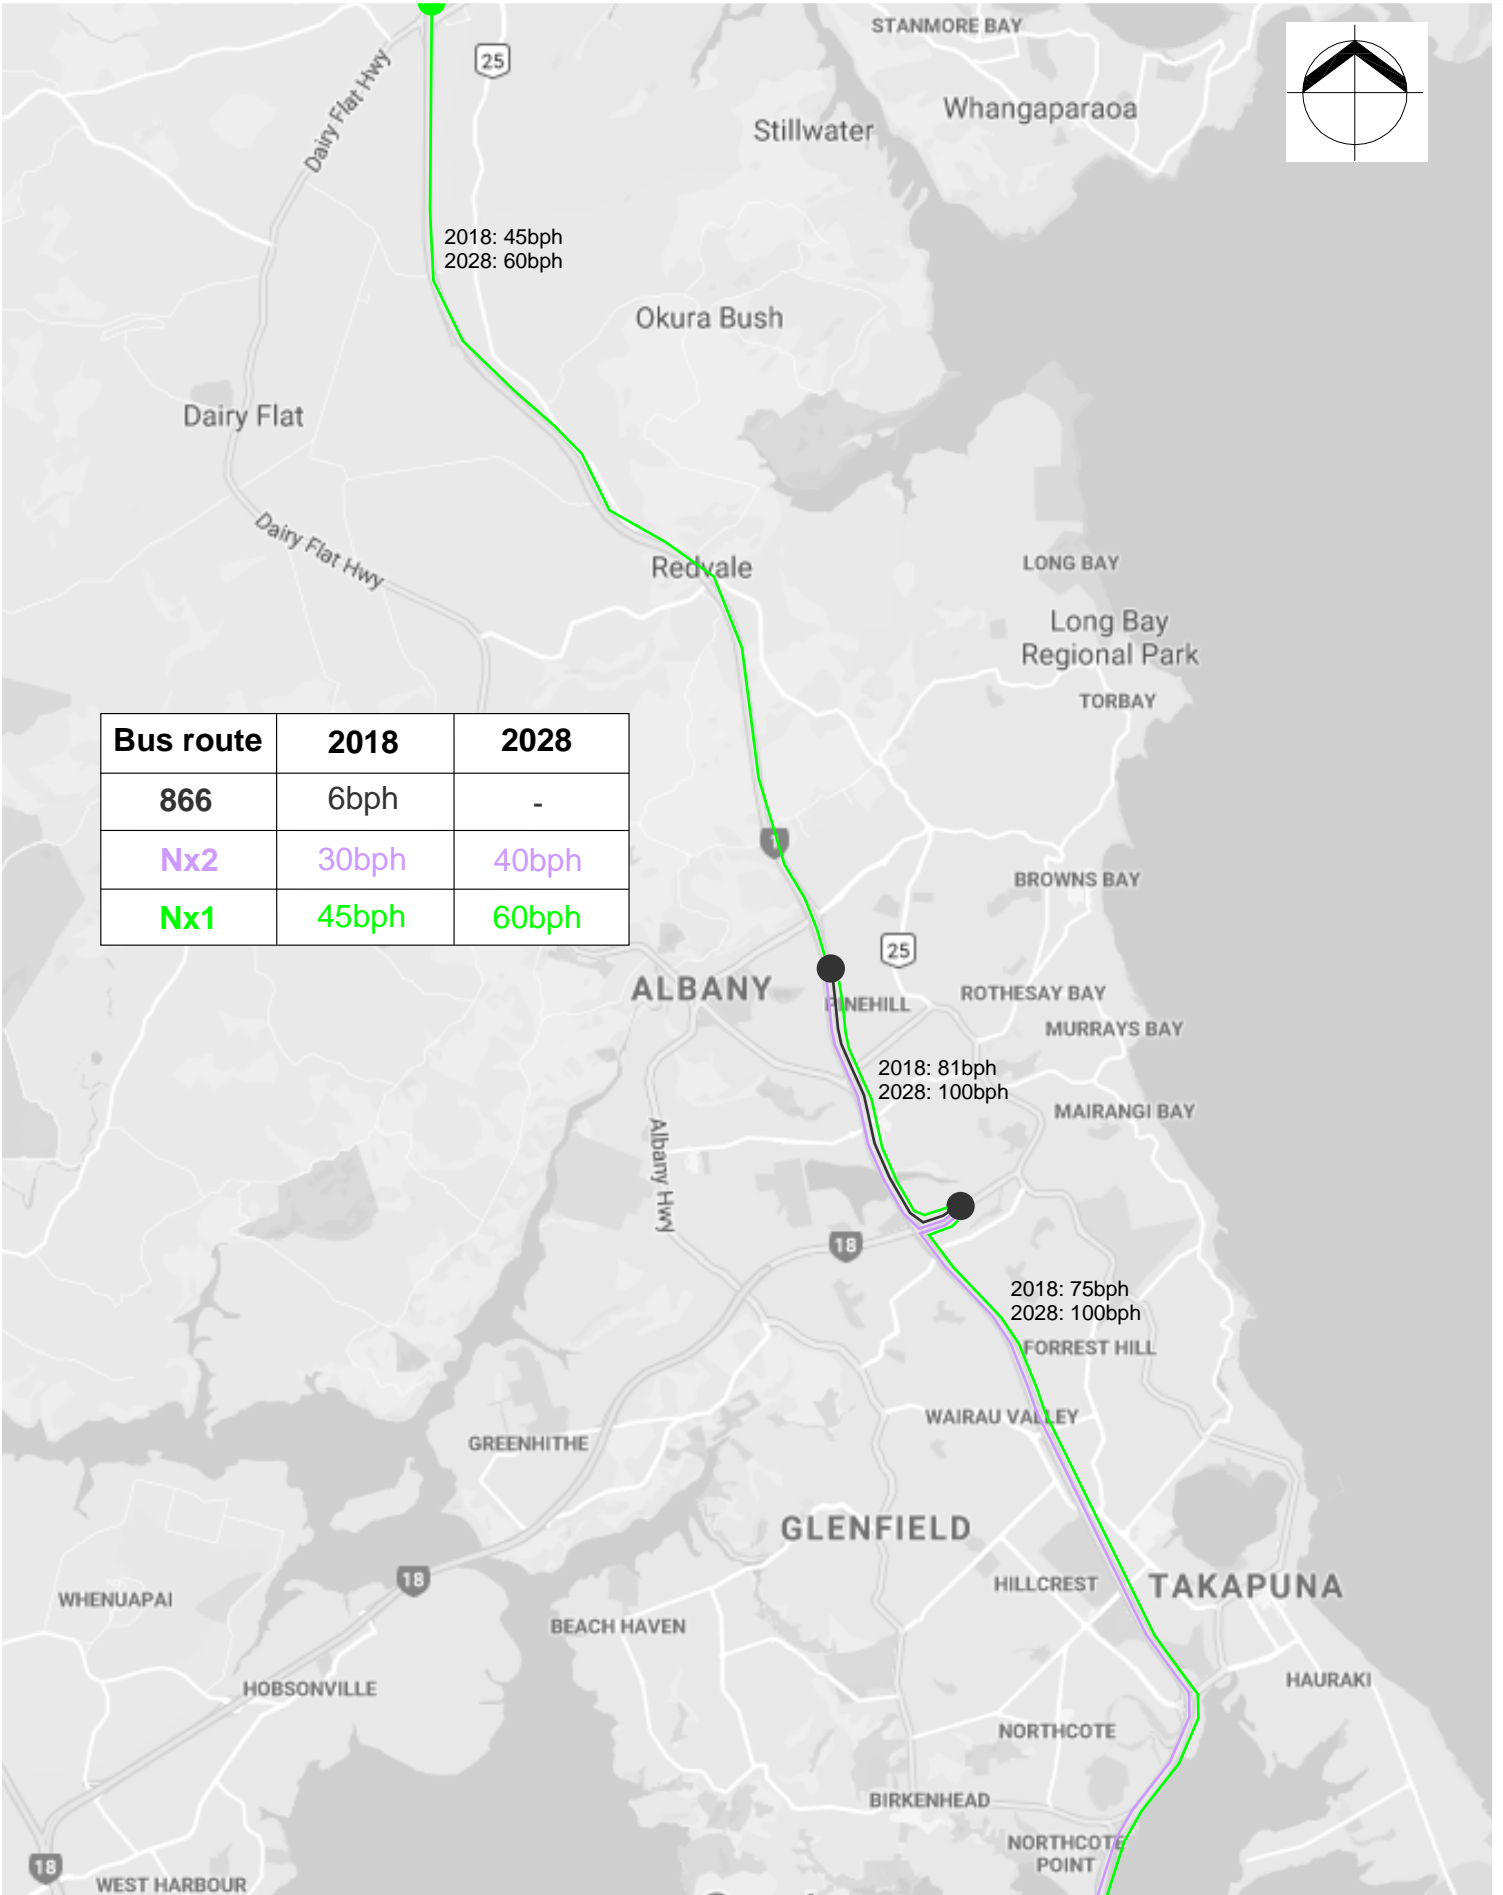 STANMORE BAY
25
Dairy Flat Hwy
Whangaparaoa
Stillwater
2018: 45bph
2028: 60bph
Okura Bush
Dairy Flat
Dairy Flat Hwy
Redvale
LONG BAY
Long Bay
Regional Park
TORBAY
Bus route 2018 2028
866 6bph -
Nx2 30bph 40bph
Nx1 45bph 60bph
1
BROWNS BAY
25
ALBANY
PINEHILL
ROTHESAY BAY
MURRAYS BAY
2018: 81bph
2028: 100bph
MAIRANGI BAY
Albany Hwy
18
2018: 75bph
2028: 100bph
FORREST HILL
WAIRAU VALLEY
GREENHITHE
GLENFIELD
18
HILLCREST
TAKAPUNA
WHENUAPAI
BEACH HAVEN
HAURAKI
HOBSONVILLE
NORTHCOTE
BIRKENHEAD
NORTHCOTE
POINT
18
WEST HARBOUR